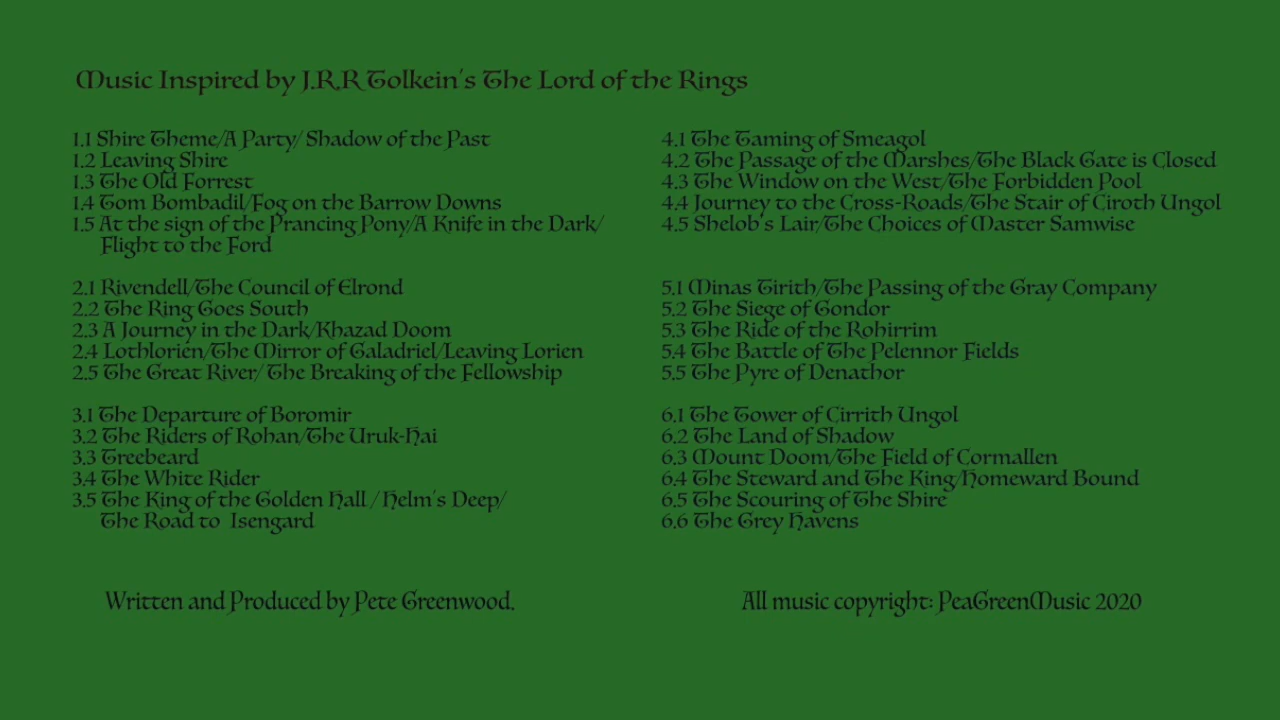 Music Inspired by J.R.R Tolkein's The Lord of the Rings
1.1 Shire Theme/A Party/ Shadow of the Past
1.2 Leaving Shire
1.3 The Old Forrest
1.4 Tom Bombadil/Fog on the Barrow Downs
1.5 At the sign of the Prancing Pony/A Knife in the Dark/
Flight to the Ford
2.1 Rivendell/The Council of Elrond
2.2 The Ring Goes South
2.3 A Journey in the Dark/Khazad Doom
2.4 Lothlorien/The Mirror of Galadriel/Leaving Lorien
2.5 The Great River/ The Breaking of the Fellowship
3.1 The Departure of Boromir
3.2 The Riders of Rohan/The Uruk-Hai
3.3 Treebeard
3.4 The White Rider
3.5 The King of the Golden Hall / Helm's Deep/
The Road to Isengard
4.1 The Taming of Smeagol
4.2 The Passage of the Marshes/The Black Gate is Closed
4.3 The Window on the West/The Forbidden Pool
4.4 Journey to the Cross-Roads/The Stair of Ciroth Ungol
4.5 Shelob's Lair/The Choices of Master Samwise
5.1 Minas Tirith/The Passing of the Gray Company
5.2 The Siege of Gondor
5.3 The Ride of the Rohirrim
5.4 The Battle of The Pelennor Fields
5.5 The Pyre of Denathor
6.1 The Tower of Cirrith Ungol
6.2 The Land of Shadow
6.3 Mount Doom/The Field of Cormallen
6.4 The Steward and The King/Homeward Bound
6.5 The Scouring of The Shire
6.6 The Grey Havens
Written and Produced by Pete Greenwood.
All music copyright: PeaGreenMusic 2020